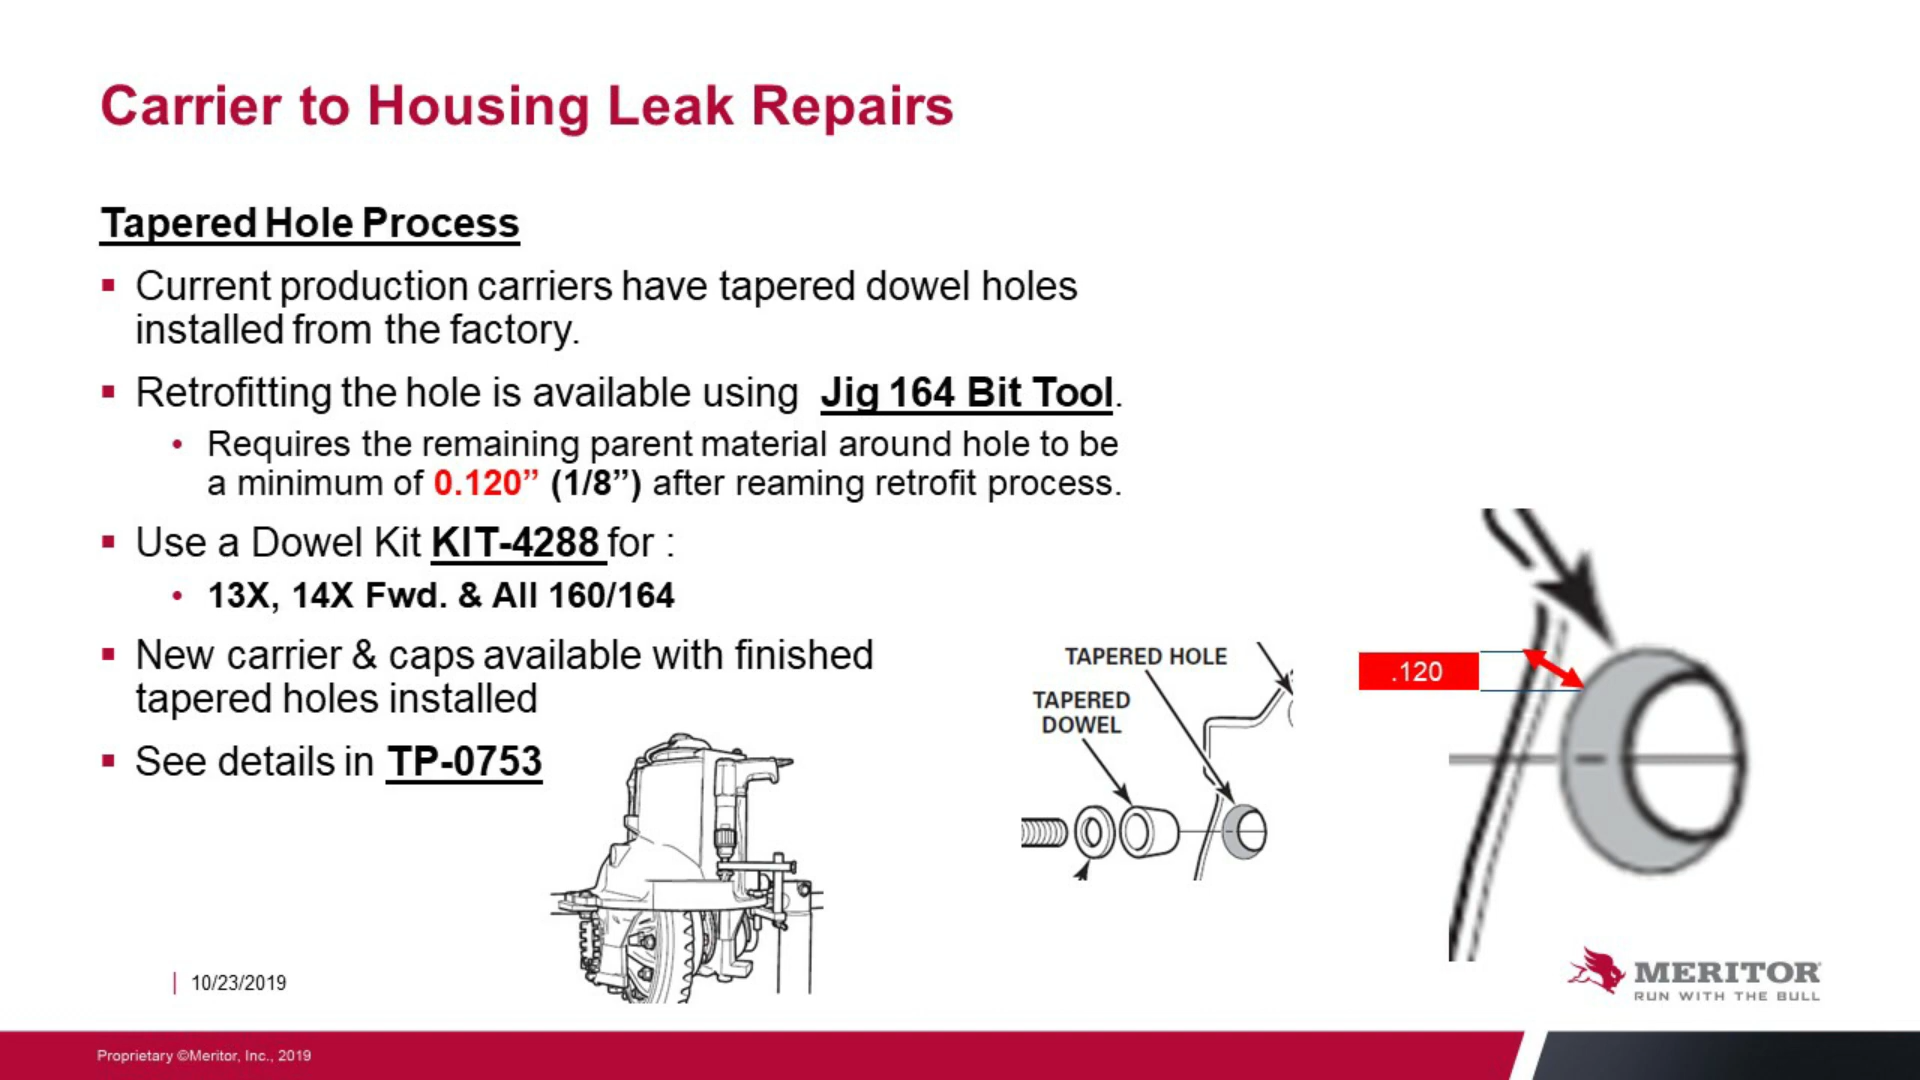 Carrier to Housing Leak Repairs
Tapered Hole Process
▪ Current production carriers have tapered dowel holes
installed from the factory.
▪ Retrofitting the hole is available using Jig 164 Bit Tool.
• Requires the remaining parent material around hole to be
a minimum of 0.120” (1/8”) after reaming retrofit process.
▪ Use a Dowel Kit KIT-4288 for :
• 13X, 14X Fwd. & All 160/164
▪ New carrier & caps available with finished
tapered holes installed
▪ See details in TP-0753
TAPERED HOLE
TAPERED
DOWEL
.120
10/23/2019
MERITOR
RUN WITH THE BULL
Proprietary ©Meritor, Inc., 2019